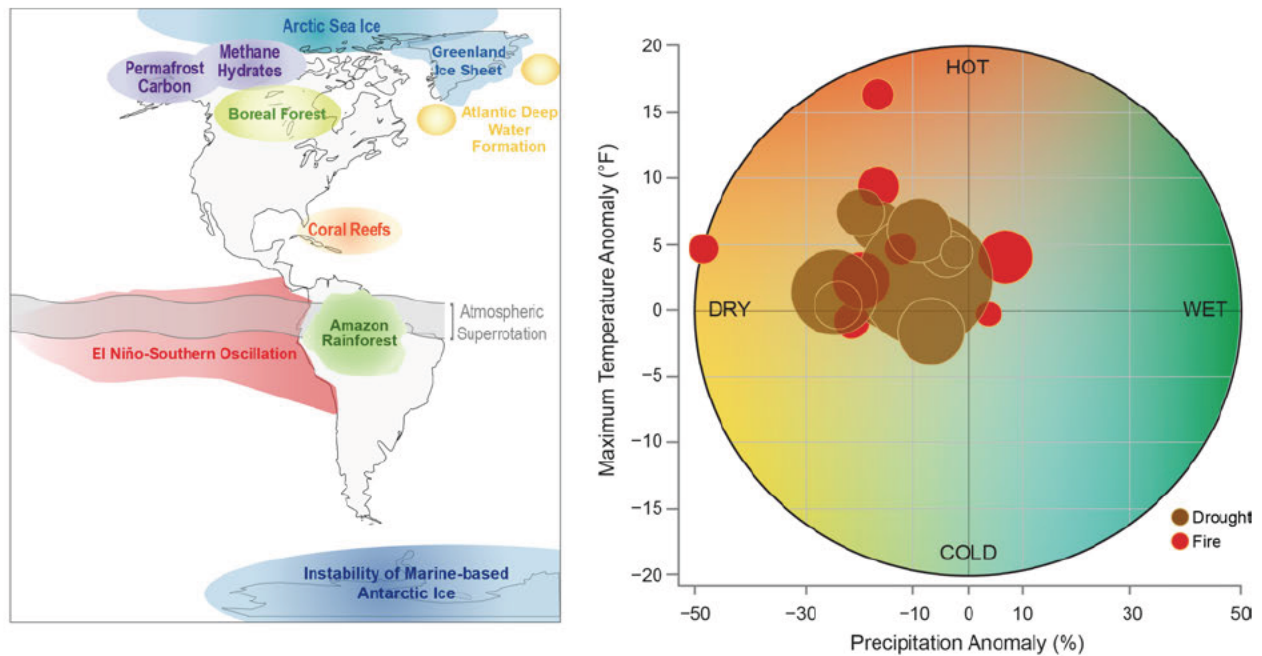 Arctic Sea Ice
Methane
Hydrates
Permafrost
Carbon
Greenland
Ice Sheet
Boreal Forest
Atlantic Deep
Water
Formation
Coral Reefs
Atmospheric
Superrotation
Amazon
Rainforest
El Niño-Southern Oscillation
Instability of Marine-based
Antarctic Ice
20
15
10
5
0
−5
−10
−15
−20
Maximum Temperature Anomaly (°F)
HOT
DRY
WET
COLD
Drought
Fire
−50
−30
−10
0
10
30
50
Precipitation Anomaly (%)